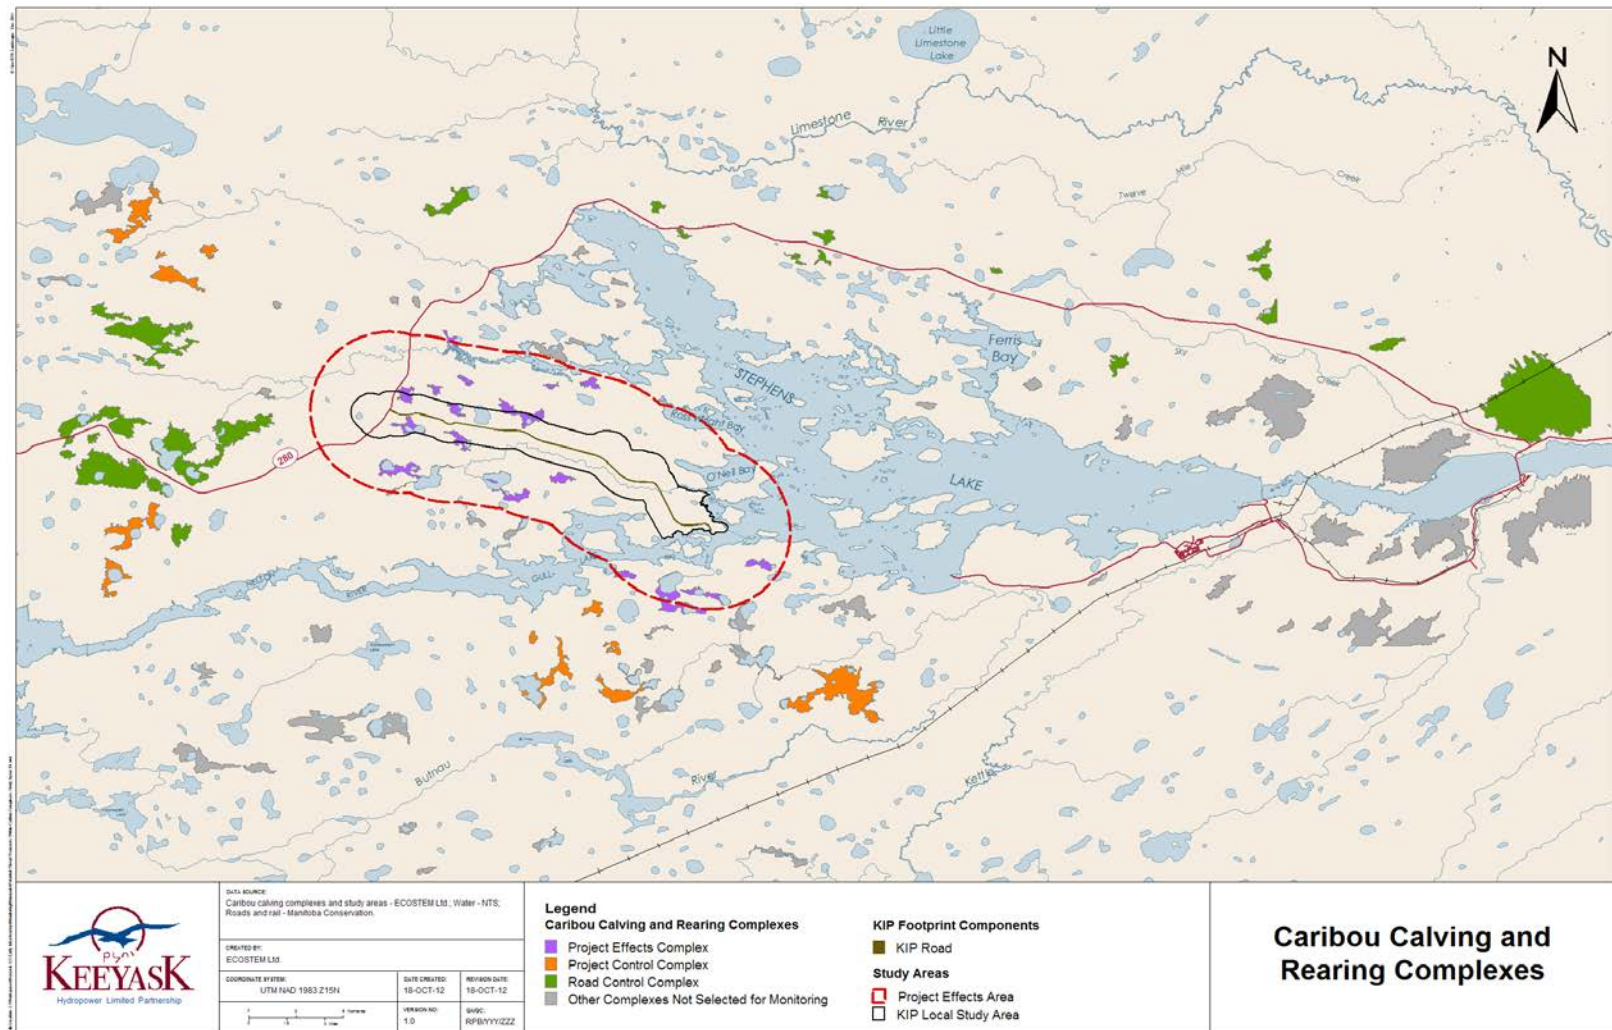 Little
Limestone
Lake
N
Limestone River
Twelve Mile Creek
Ferris
Bay
STEPHENS
LAKE
Sky Pilot Creek
O'Neil Bay
280
GULL
RIVER
Butnau
River
Kettle
KEEYASK
Hydropower Limited Partnership
DATA SOURCE:
Caribou calving complexes and study areas - ECOSTEM Ltd.; Water - NTS;
Roads and rail - Manitoba Conservation.
CREATED BY:
ECOSTEM Ltd.
COORDINATE SYSTEM:
UTM NAD 1983 Z15N
DATE CREATED:
18-OCT-12
REVISION DATE:
18-OCT-12
VERSION NO:
1.0
QA/QC:
RPB/YYY/ZZZ
Legend
Caribou Calving and Rearing Complexes
Project Effects Complex
Project Control Complex
Road Control Complex
Other Complexes Not Selected for Monitoring
KIP Footprint Components
KIP Road
Study Areas
Project Effects Area
KIP Local Study Area
Caribou Calving and
Rearing Complexes